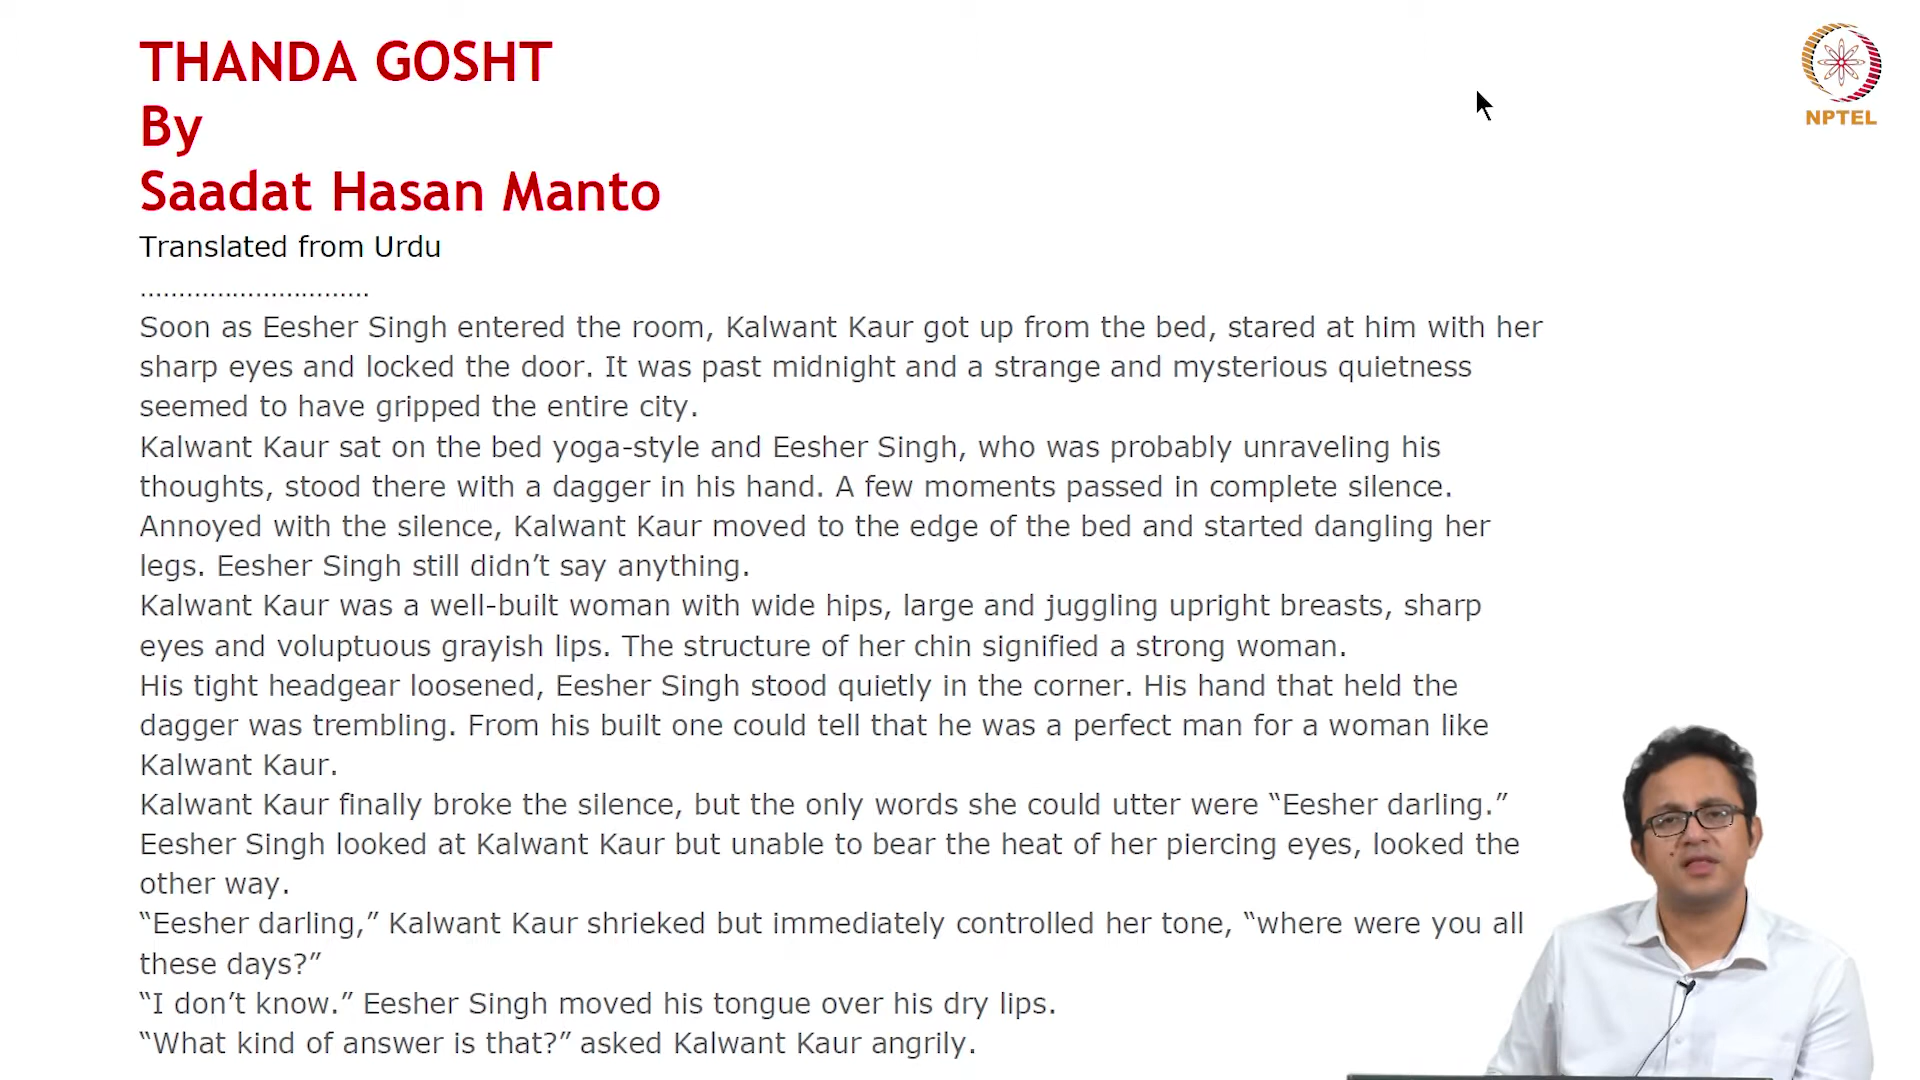 THANDA GOSHT
By
Saadat Hasan Manto
Translated from Urdu
..............................
Soon as Eesher Singh entered the room, Kalwant Kaur got up from the bed, stared at him with her
sharp eyes and locked the door. It was past midnight and a strange and mysterious quietness
seemed to have gripped the entire city.
Kalwant Kaur sat on the bed yoga-style and Eesher Singh, who was probably unraveling his
thoughts, stood there with a dagger in his hand. A few moments passed in complete silence.
Annoyed with the silence, Kalwant Kaur moved to the edge of the bed and started dangling her
legs. Eesher Singh still didn’t say anything.
Kalwant Kaur was a well-built woman with wide hips, large and juggling upright breasts, sharp
eyes and voluptuous grayish lips. The structure of her chin signified a strong woman.
His tight headgear loosened, Eesher Singh stood quietly in the corner. His hand that held the
dagger was trembling. From his built one could tell that he was a perfect man for a woman like
Kalwant Kaur.
Kalwant Kaur finally broke the silence, but the only words she could utter were “Eesher darling.”
Eesher Singh looked at Kalwant Kaur but unable to bear the heat of her piercing eyes, looked the
other way.
“Eesher darling,” Kalwant Kaur shrieked but immediately controlled her tone, “where were you all
these days?”
“I don’t know.” Eesher Singh moved his tongue over his dry lips.
“What kind of answer is that?” asked Kalwant Kaur angrily.
NPTEL